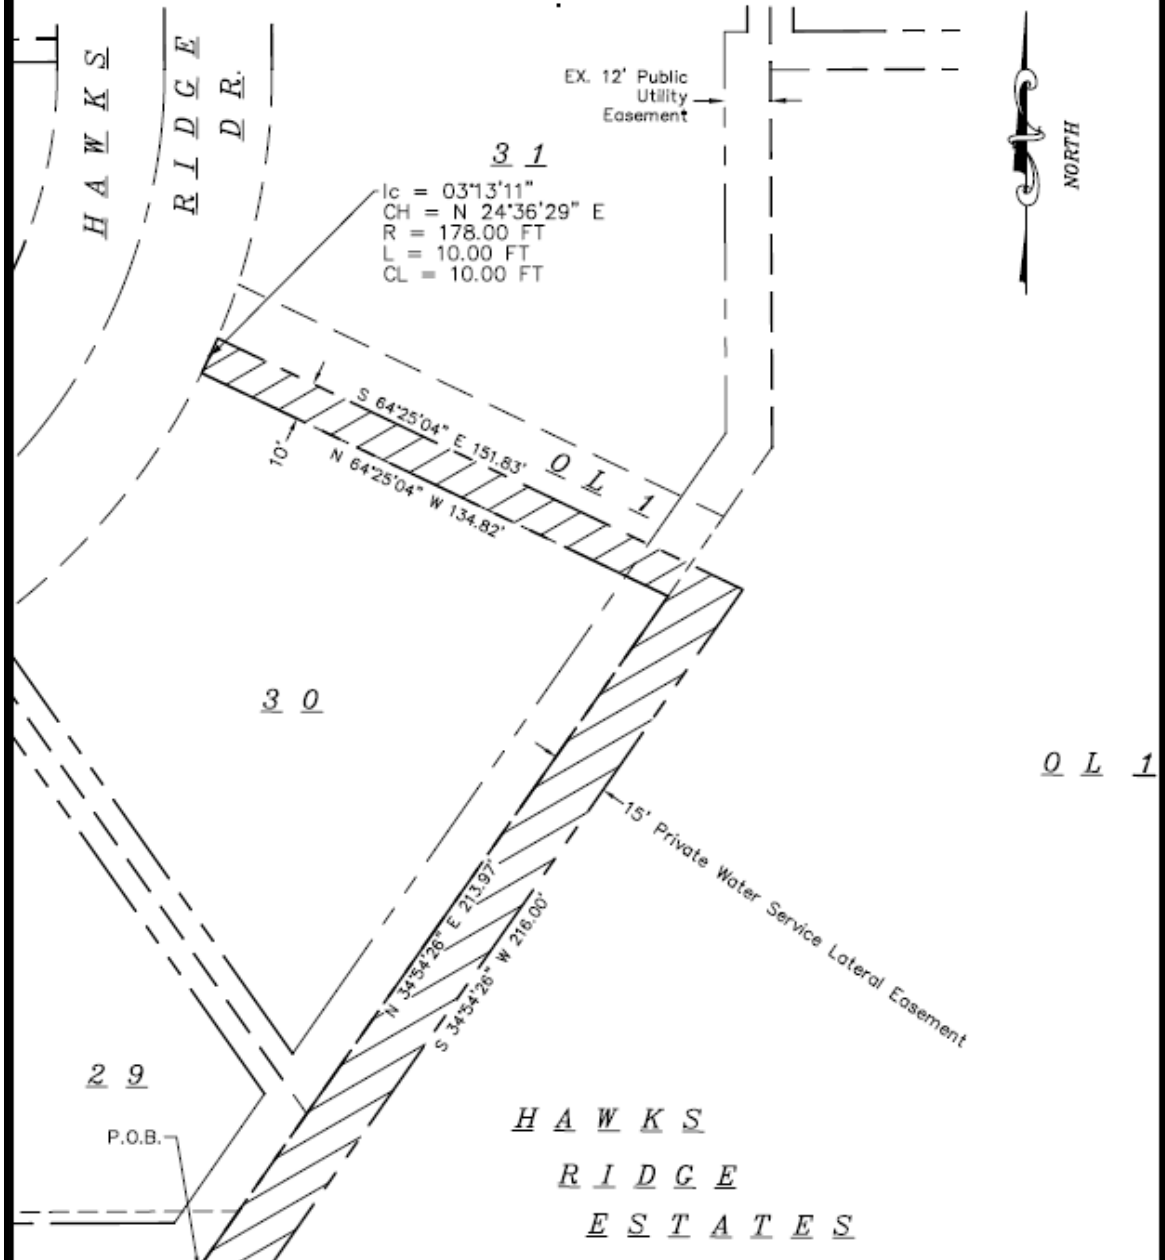 HAWKS
RIDGE
DR.
EX. 12' Public
Utility
Easement
NORTH
31
Ic = 03°13'11"
CH = N 24°36'29" E
R = 178.00 FT
L = 10.00 FT
CL = 10.00 FT
S 64°25'04" E 151.83'
10'
N 64°25'04" W 134.82'
OL 1
30
OL 1
15' Private Water Service Lateral Easement
N 34°54'26" E 213.97'
S 34°54'26" W 216.00'
29
P.O.B.
HAWKS
RIDGE
ESTATES